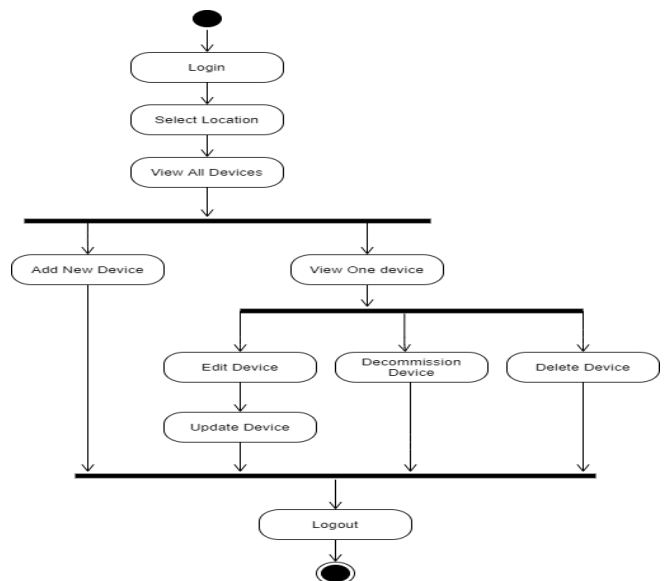 Login
Select Location
View All Devices
Add New Device
View One device
Edit Device
Decommission
Device
Delete Device
Update Device
Logout